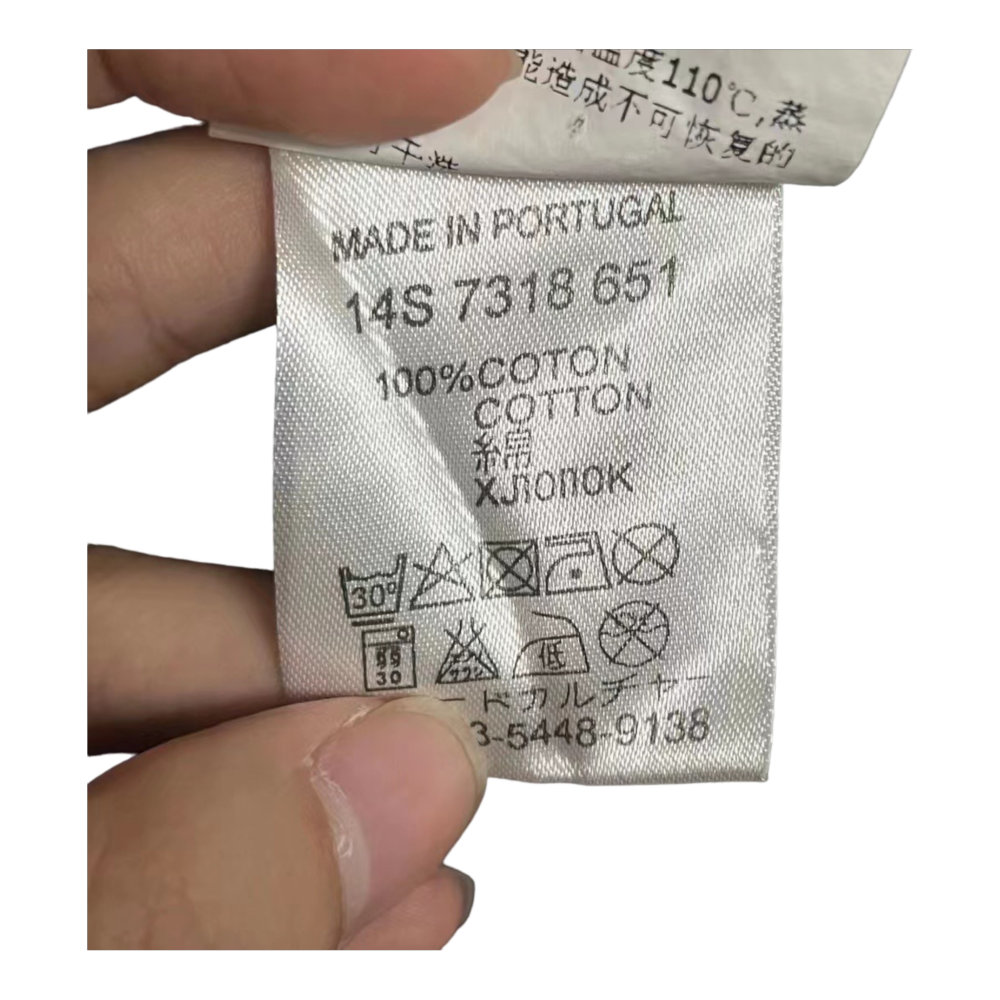 温度110℃,蒸
能造成不可恢复的
MADE IN PORTUGAL
14S 7318 651
100%COTON
COTTON
綿
ХЛОПОК
30°
30
低
ードカルチャー
3-5448-9138